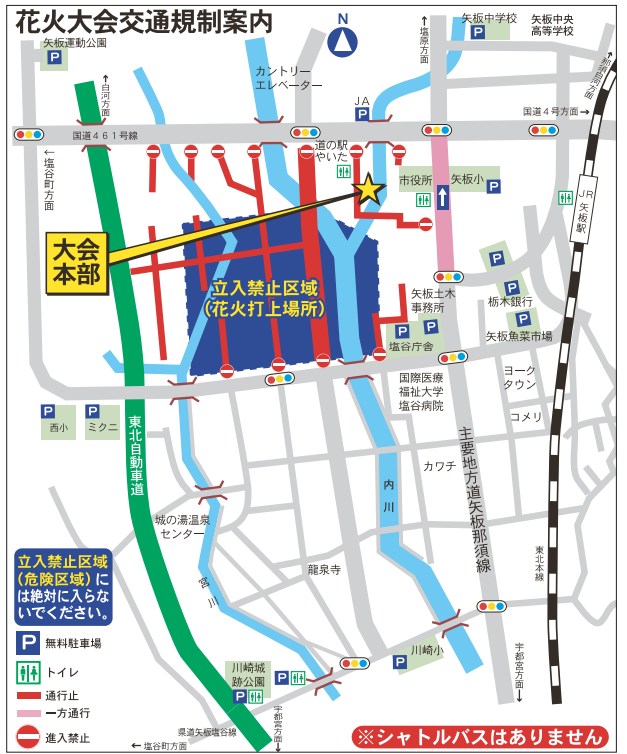 花火大会交通規制案内
N
矢板運動公園
P
白河方面
カントリー
エレベーター
JA
P
塩原方面
矢板中学校
P
矢板中央
高等学校
那須白河方面
国道４号方面
国道４６１号線
塩谷町方面
道の駅
やいた
市役所
矢板小
P
JR矢板駅
大会
本部
立入禁止区域
(花火打上場所)
矢板土木
事務所
P
P
栃木銀行
P
矢板魚菜市場
P
P
塩谷庁舎
国際医療
福祉大学
塩谷病院
ヨーク
タウン
コメリ
P
西小
P
ミクニ
東北自動車道
カワチ
主要地方道矢板那須線
内川
城の湯温泉
センター
宮川
龍泉寺
東北本線
立入禁止区域
(危険区域)に
は絶対に入らな
いでください。
P 無料駐車場
トイレ
通行止
一方通行
進入禁止
川崎城
跡公園
P
P
川崎小
P
宇都宮方面
県道矢板塩谷線
塩谷町方面
宇都宮方面
※シャトルバスはありません